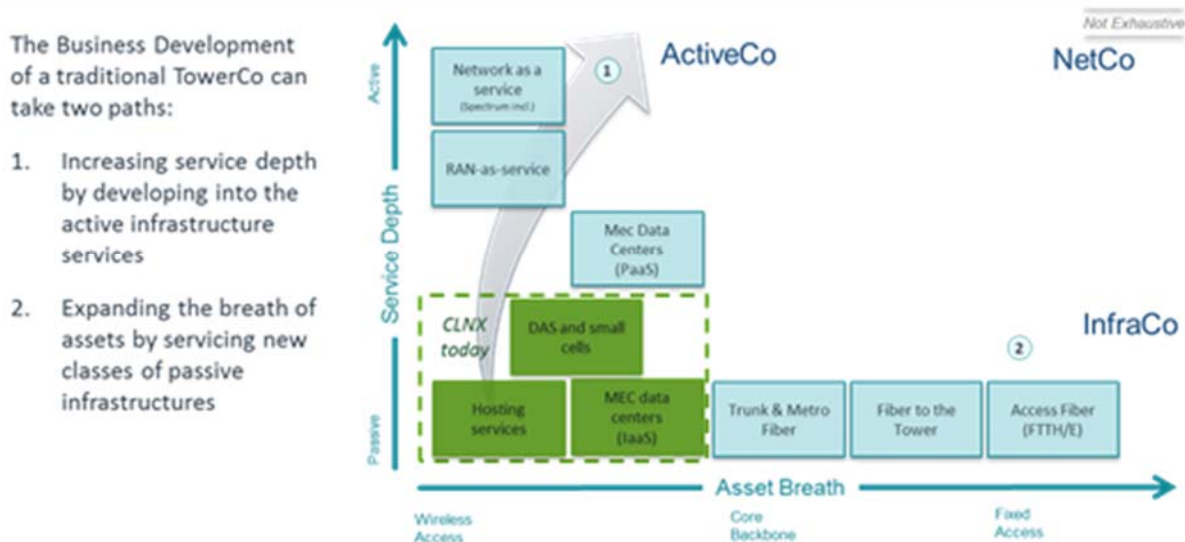 Not Exhaustive
The Business Development
of a traditional TowerCo can
take two paths:
1. Increasing service depth
by developing into the
active infrastructure
services
2. Expanding the breath of
assets by servicing new
classes of passive
infrastructures
ActiveCo
NetCo
InfraCo
1
2
Active
Service Depth
Passive
Network as a
service
(Spectrum incl.)
RAN-as-service
Mec Data
Centers
(PaaS)
CLNX
today
DAS and small
cells
Hosting
services
MEC data
centers
(IaaS)
Trunk & Metro
Fiber
Fiber to the
Tower
Access Fiber
(FTTH/E)
Asset Breath
Wireless
Access
Core
Backbone
Fixed
Access